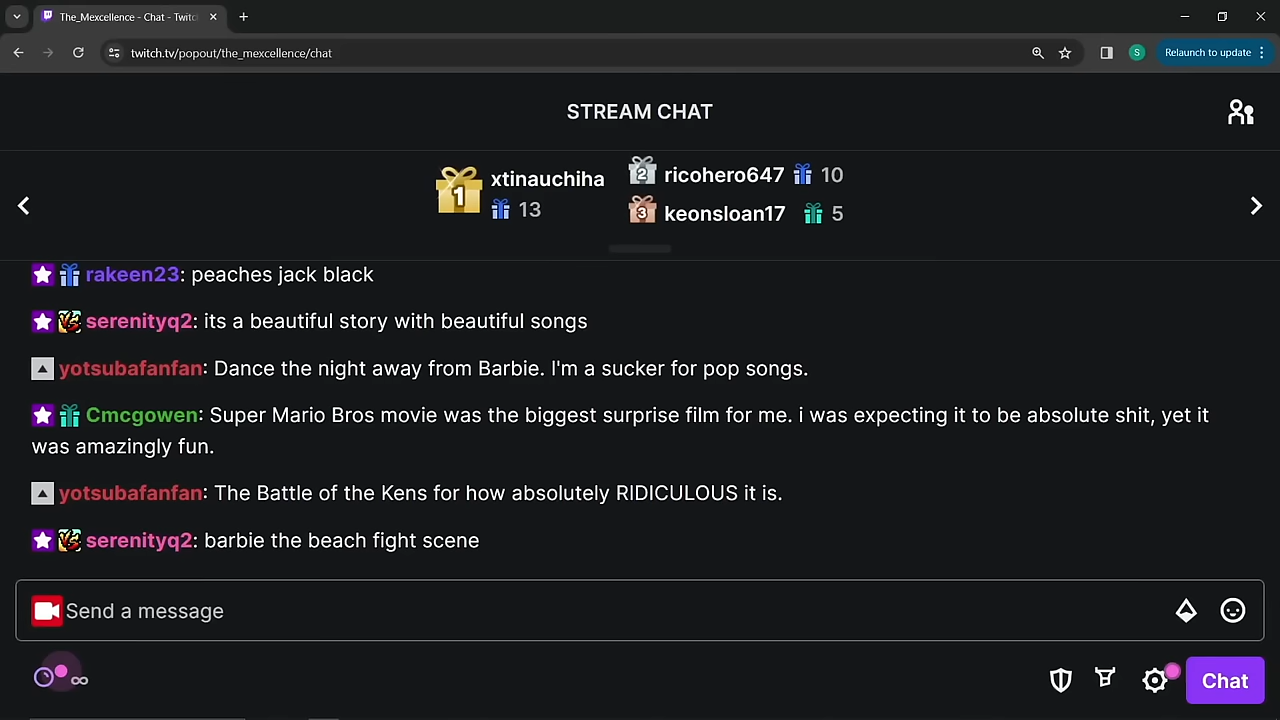 The_Mexcellence - Chat - Twitc
twitch.tv/popout/the_mexcellence/chat
S
Relaunch to update
STREAM CHAT
1 xtinauchiha
13
2 ricohero647 10
3 keonsloan17 5
rakeen23: peaches jack black
serenityq2: its a beautiful story with beautiful songs
yotsubafanfan: Dance the night away from Barbie. I'm a sucker for pop songs.
Cmcgowen: Super Mario Bros movie was the biggest surprise film for me. i was expecting it to be absolute shit, yet it
was amazingly fun.
yotsubafanfan: The Battle of the Kens for how absolutely RIDICULOUS it is.
serenityq2: barbie the beach fight scene
Send a message
∞
Chat